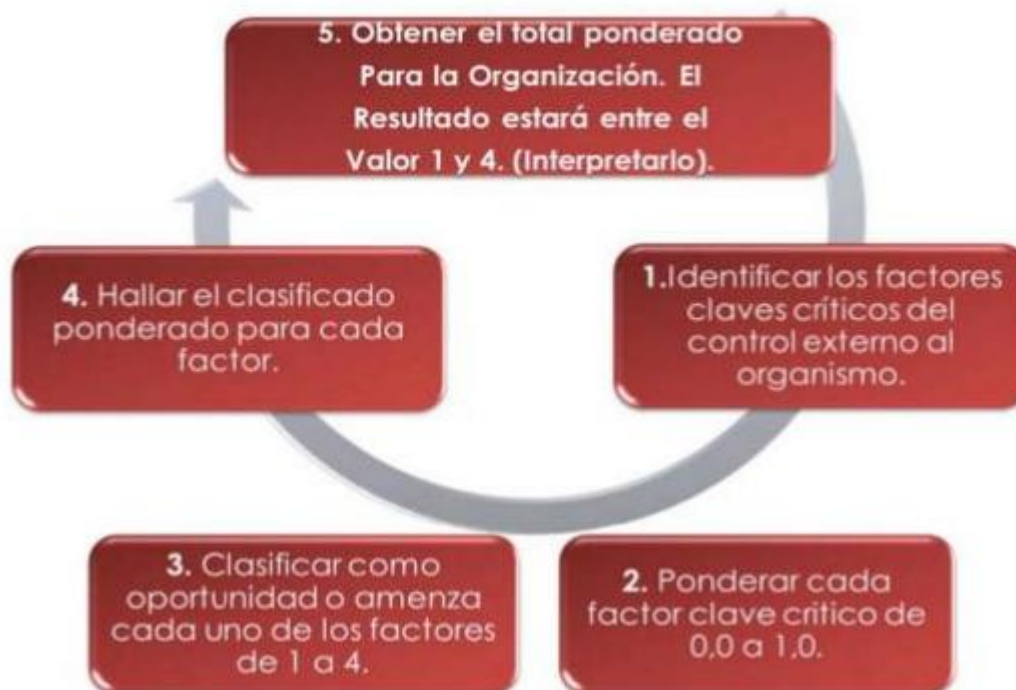 5. Obtener el total ponderado
Para la Organización. El
Resultado estará entre el
Valor 1 y 4. (Interpretarlo).
4. Hallar el clasificado
ponderado para cada
factor.
1.Identificar los factores
claves críticos del
control externo al
organismo.
3. Clasificar como
oportunidad o amenza
cada uno de los factores
de 1 a 4.
2. Ponderar cada
factor clave critico de
0,0 a 1,0.